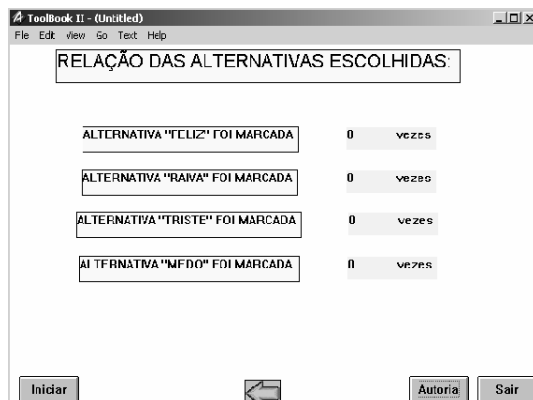 ToolBook II - (Untitled)
File Edit View Go Text Help
RELAÇÃO DAS ALTERNATIVAS ESCOLHIDAS:
ALTERNATIVA "FELIZ" FOI MARCADA 0 vezes
ALTERNATIVA "RAIVA" FOI MARCADA 0 vezes
ALTERNATIVA "TRISTE" FOI MARCADA 0 vezes
ALTERNATIVA "MEDO" FOI MARCADA 0 vezes
Iniciar Autoria Sair